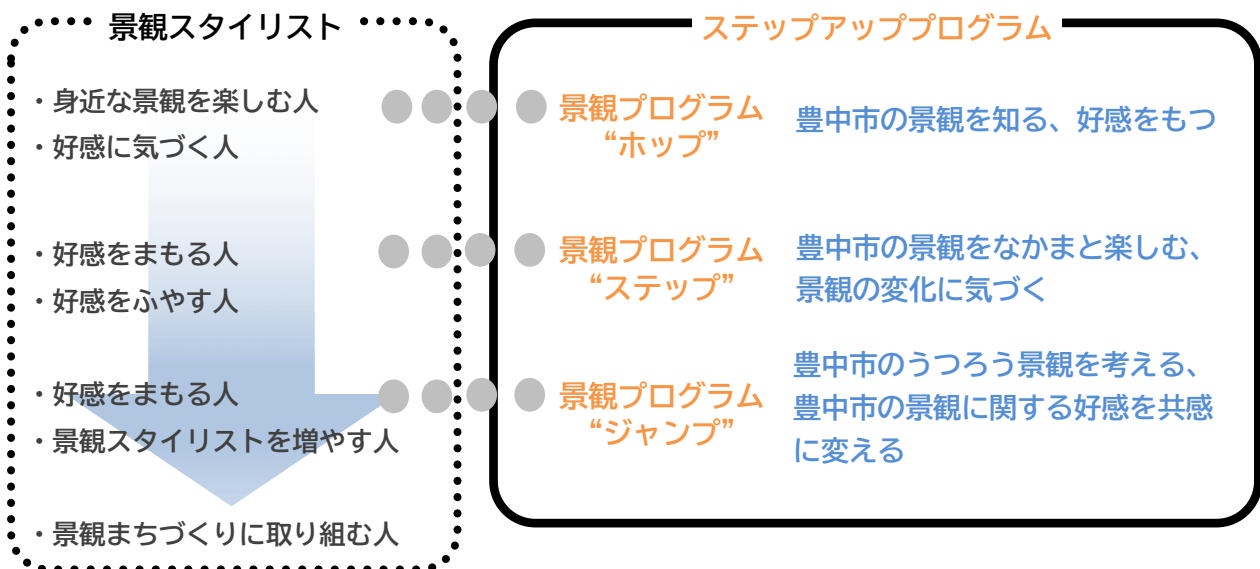 景観スタイリスト
・身近な景観を楽しむ人
・好感に気づく人
・好感をまもる人
・好感をふやす人
・好感をまもる人
・景観スタイリストを増やす人
・景観まちづくりに取り組む人
ステップアッププログラム
景観プログラム
“ホップ”
豊中市の景観を知る、好感をもつ
景観プログラム
“ステップ”
豊中市の景観をなかまと楽しむ、
景観の変化に気づく
景観プログラム
“ジャンプ”
豊中市のうつろう景観を考える、
豊中市の景観に関する好感を共感
に変える